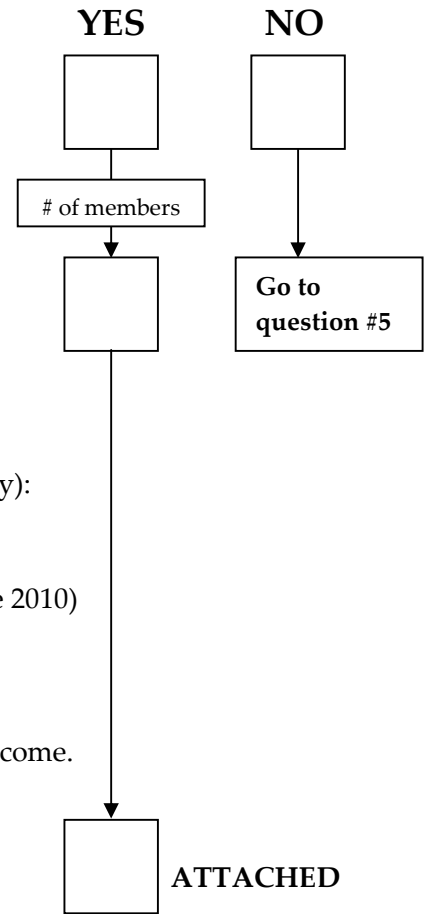 YES NO
# of members
Go to
question #5
y):
e 2010)
come.
ATTACHED